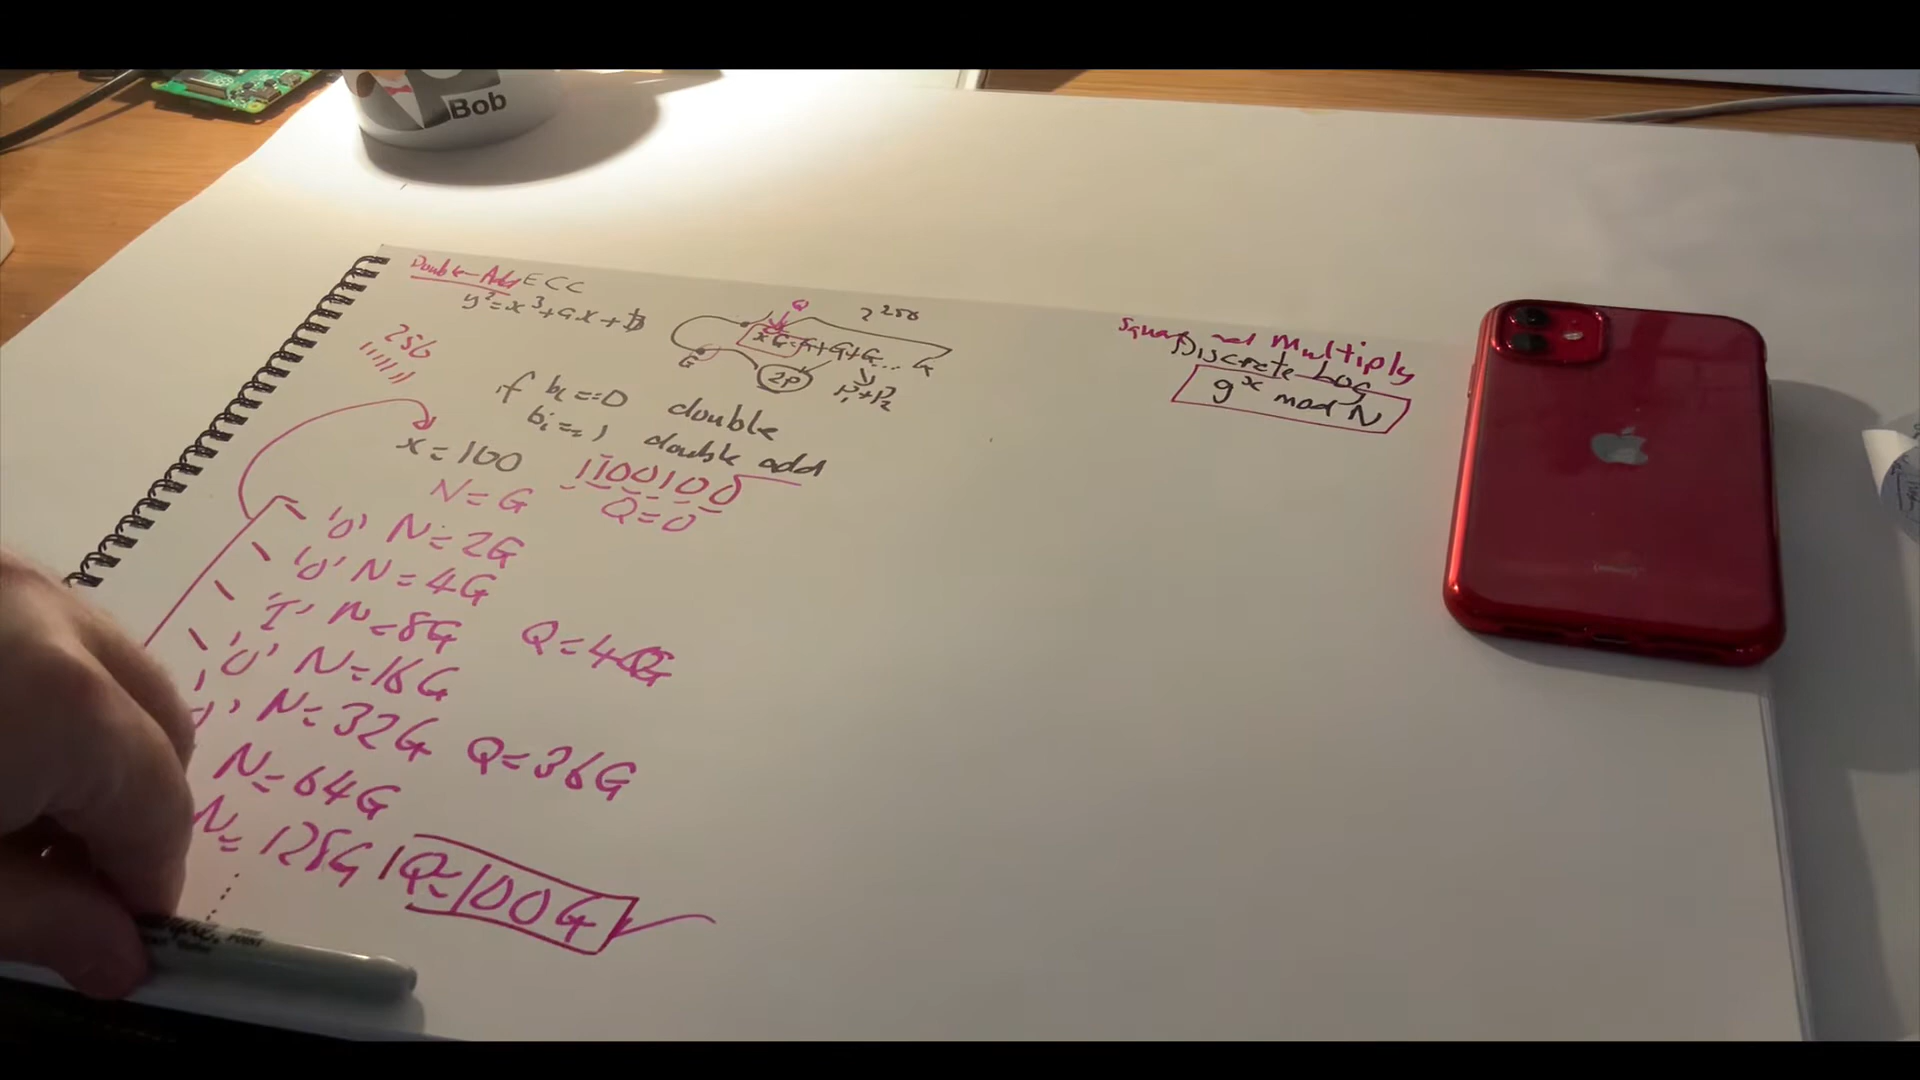 Bob
Double-Add ECC
y²=x³+ax+b
256
Q
2²⁵⁶
xG=G+G+G... G
G
2P
P₁+P₂
if bᵢ==0 double
bᵢ==1 double add
x=100 1100100
N=G Q=0
'0' N=2G
'0' N=4G
'1' N=8G Q=4G
'0' N=16G
N=32G Q=36G
N=64G
N=128G Q=100G
Square and Multiply
Discrete Log
gˣ mod N